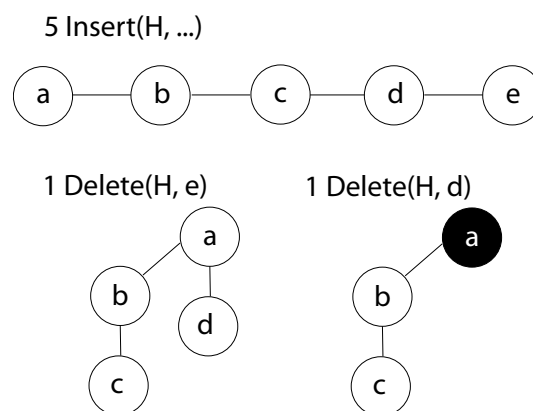 5 Insert(H, ...)
a b c d e
1 Delete(H, e)
a
b
d
c
1 Delete(H, d)
a
b
c